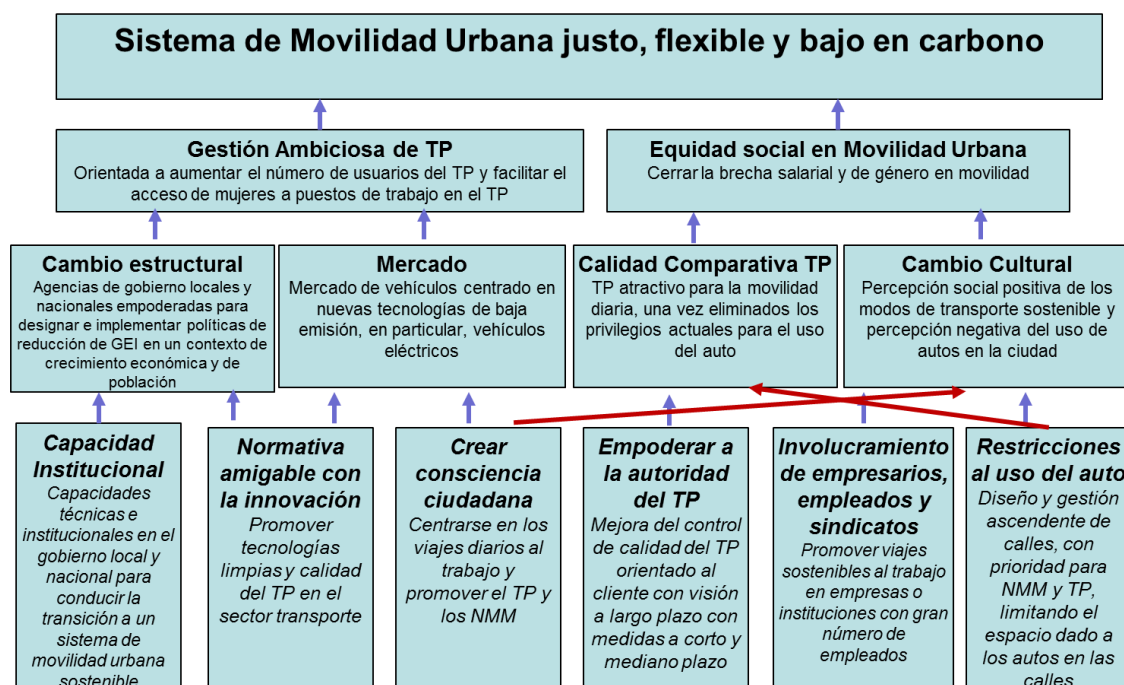 Sistema de Movilidad Urbana justo, flexible y bajo en carbono
Gestión Ambiciosa de TP
Orientada a aumentar el número de usuarios del TP y facilitar el
acceso de mujeres a puestos de trabajo en el TP
Equidad social en Movilidad Urbana
Cerrar la brecha salarial y de género en movilidad
Cambio estructural
Agencias de gobierno locales y
nacionales empoderadas para
designar e implementar políticas de
reducción de GEI en un contexto de
crecimiento económica y de
población
Mercado
Mercado de vehículos centrado en
nuevas tecnologías de baja
emisión, en particular, vehículos
eléctricos
Calidad Comparativa TP
TP atractivo para la movilidad
diaria, una vez eliminados los
privilegios actuales para el uso
del auto
Cambio Cultural
Percepción social positiva de los
modos de transporte sostenible y
percepción negativa del uso de
autos en la ciudad
Capacidad
Institucional
Capacidades
técnicas e
institucionales en el
gobierno local y
nacional para
conducir la
transición a un
sistema de
movilidad urbana
sostenible
Normativa
amigable con
la innovación
Promover
tecnologías
limpias y calidad
del TP en el
sector transporte
Crear
consciencia
ciudadana
Centrarse en los
viajes diarios al
trabajo y
promover el TP y
los NMM
Empoderar a
la autoridad
del TP
Mejora del control
de calidad del TP
orientado al
cliente con visión
a largo plazo con
medidas a corto y
mediano plazo
Involucramiento
de empresarios,
empleados y
sindicatos
Promover viajes
sostenibles al trabajo
en empresas o
instituciones con gran
número de
empleados
Restricciones
al uso del auto
Diseño y gestión
ascendente de
calles, con
prioridad para
NMM y TP,
limitando el
espacio dado a
los autos en las
calles